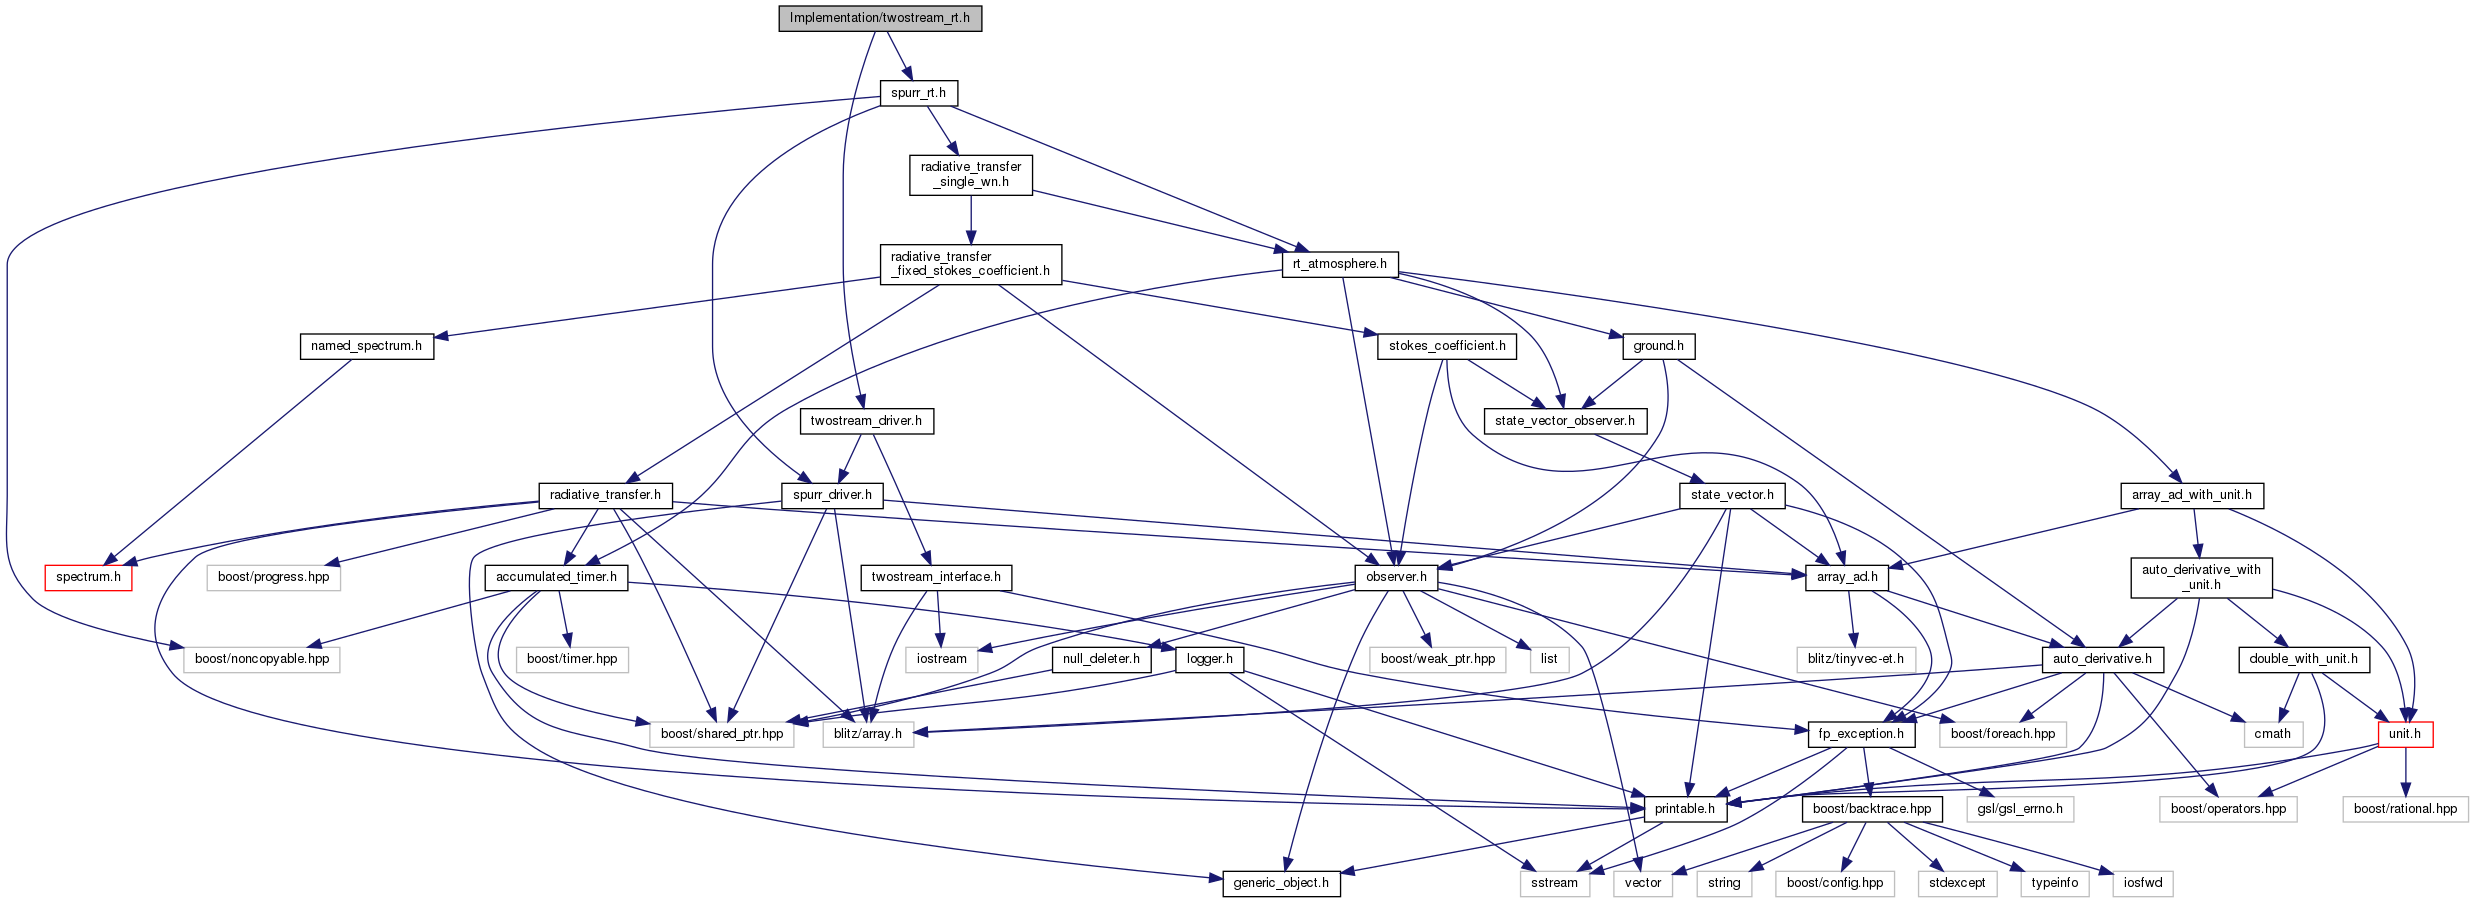 Implementation/twostream_rt.h
spurr_rt.h
radiative_transfer
_single_wn.h
radiative_transfer
_fixed_stokes_coefficient.h
rt_atmosphere.h
named_spectrum.h
stokes_coefficient.h
ground.h
twostream_driver.h
state_vector_observer.h
radiative_transfer.h
spurr_driver.h
state_vector.h
array_ad_with_unit.h
spectrum.h
boost/progress.hpp
accumulated_timer.h
twostream_interface.h
observer.h
array_ad.h
auto_derivative_with
_unit.h
boost/noncopyable.hpp
boost/timer.hpp
iostream
null_deleter.h
logger.h
boost/weak_ptr.hpp
list
blitz/tinyvec-et.h
auto_derivative.h
double_with_unit.h
boost/shared_ptr.hpp
blitz/array.h
fp_exception.h
boost/foreach.hpp
cmath
unit.h
printable.h
boost/backtrace.hpp
gsl/gsl_errno.h
boost/operators.hpp
boost/rational.hpp
generic_object.h
sstream
vector
string
boost/config.hpp
stdexcept
typeinfo
iosfwd